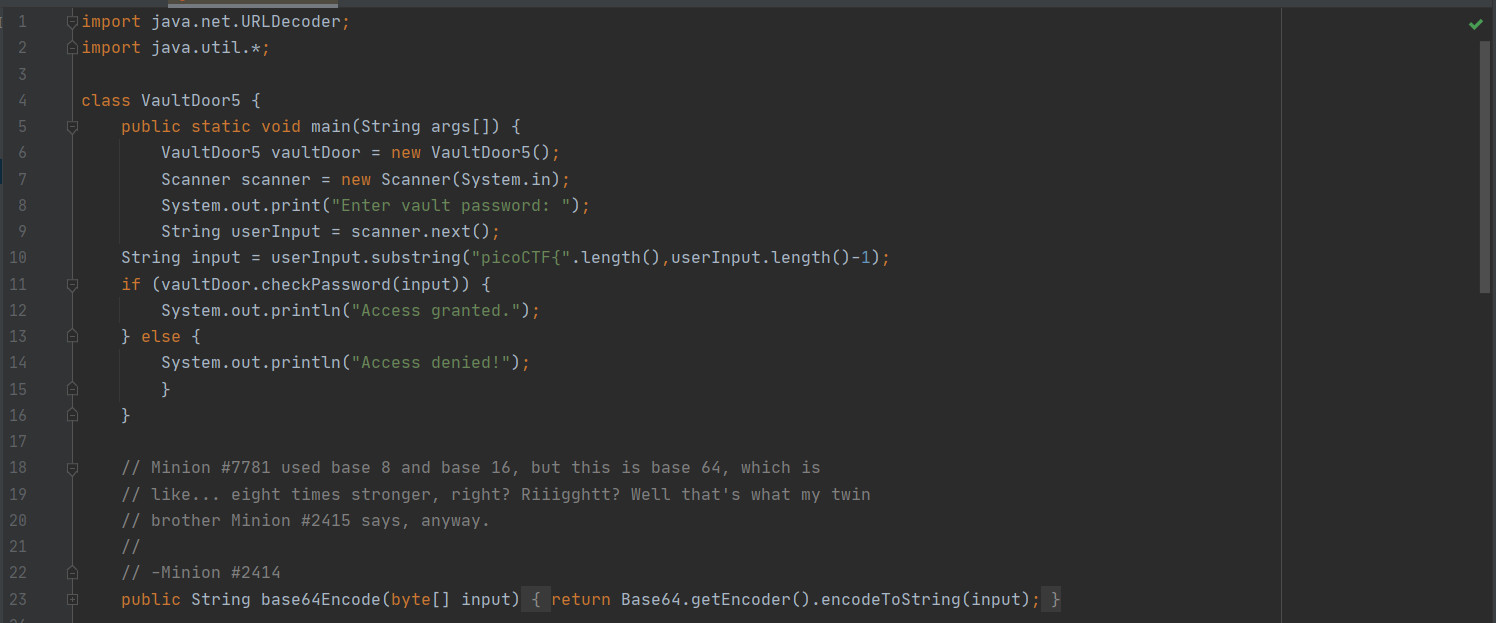 1 import java.net.URLDecoder;
2 import java.util.*;
3
4 class VaultDoor5 {
5 public static void main(String args[]) {
6 VaultDoor5 vaultDoor = new VaultDoor5();
7 Scanner scanner = new Scanner(System.in);
8 System.out.print("Enter vault password: ");
9 String userInput = scanner.next();
10 String input = userInput.substring("picoCTF{".length(),userInput.length()-1);
11 if (vaultDoor.checkPassword(input)) {
12 System.out.println("Access granted.");
13 } else {
14 System.out.println("Access denied!");
15 }
16 }
17
18 // Minion #7781 used base 8 and base 16, but this is base 64, which is
19 // like... eight times stronger, right? Riiigghtt? Well that's what my twin
20 // brother Minion #2415 says, anyway.
21 //
22 // -Minion #2414
23 public String base64Encode(byte[] input) { return Base64.getEncoder().encodeToString(input); }